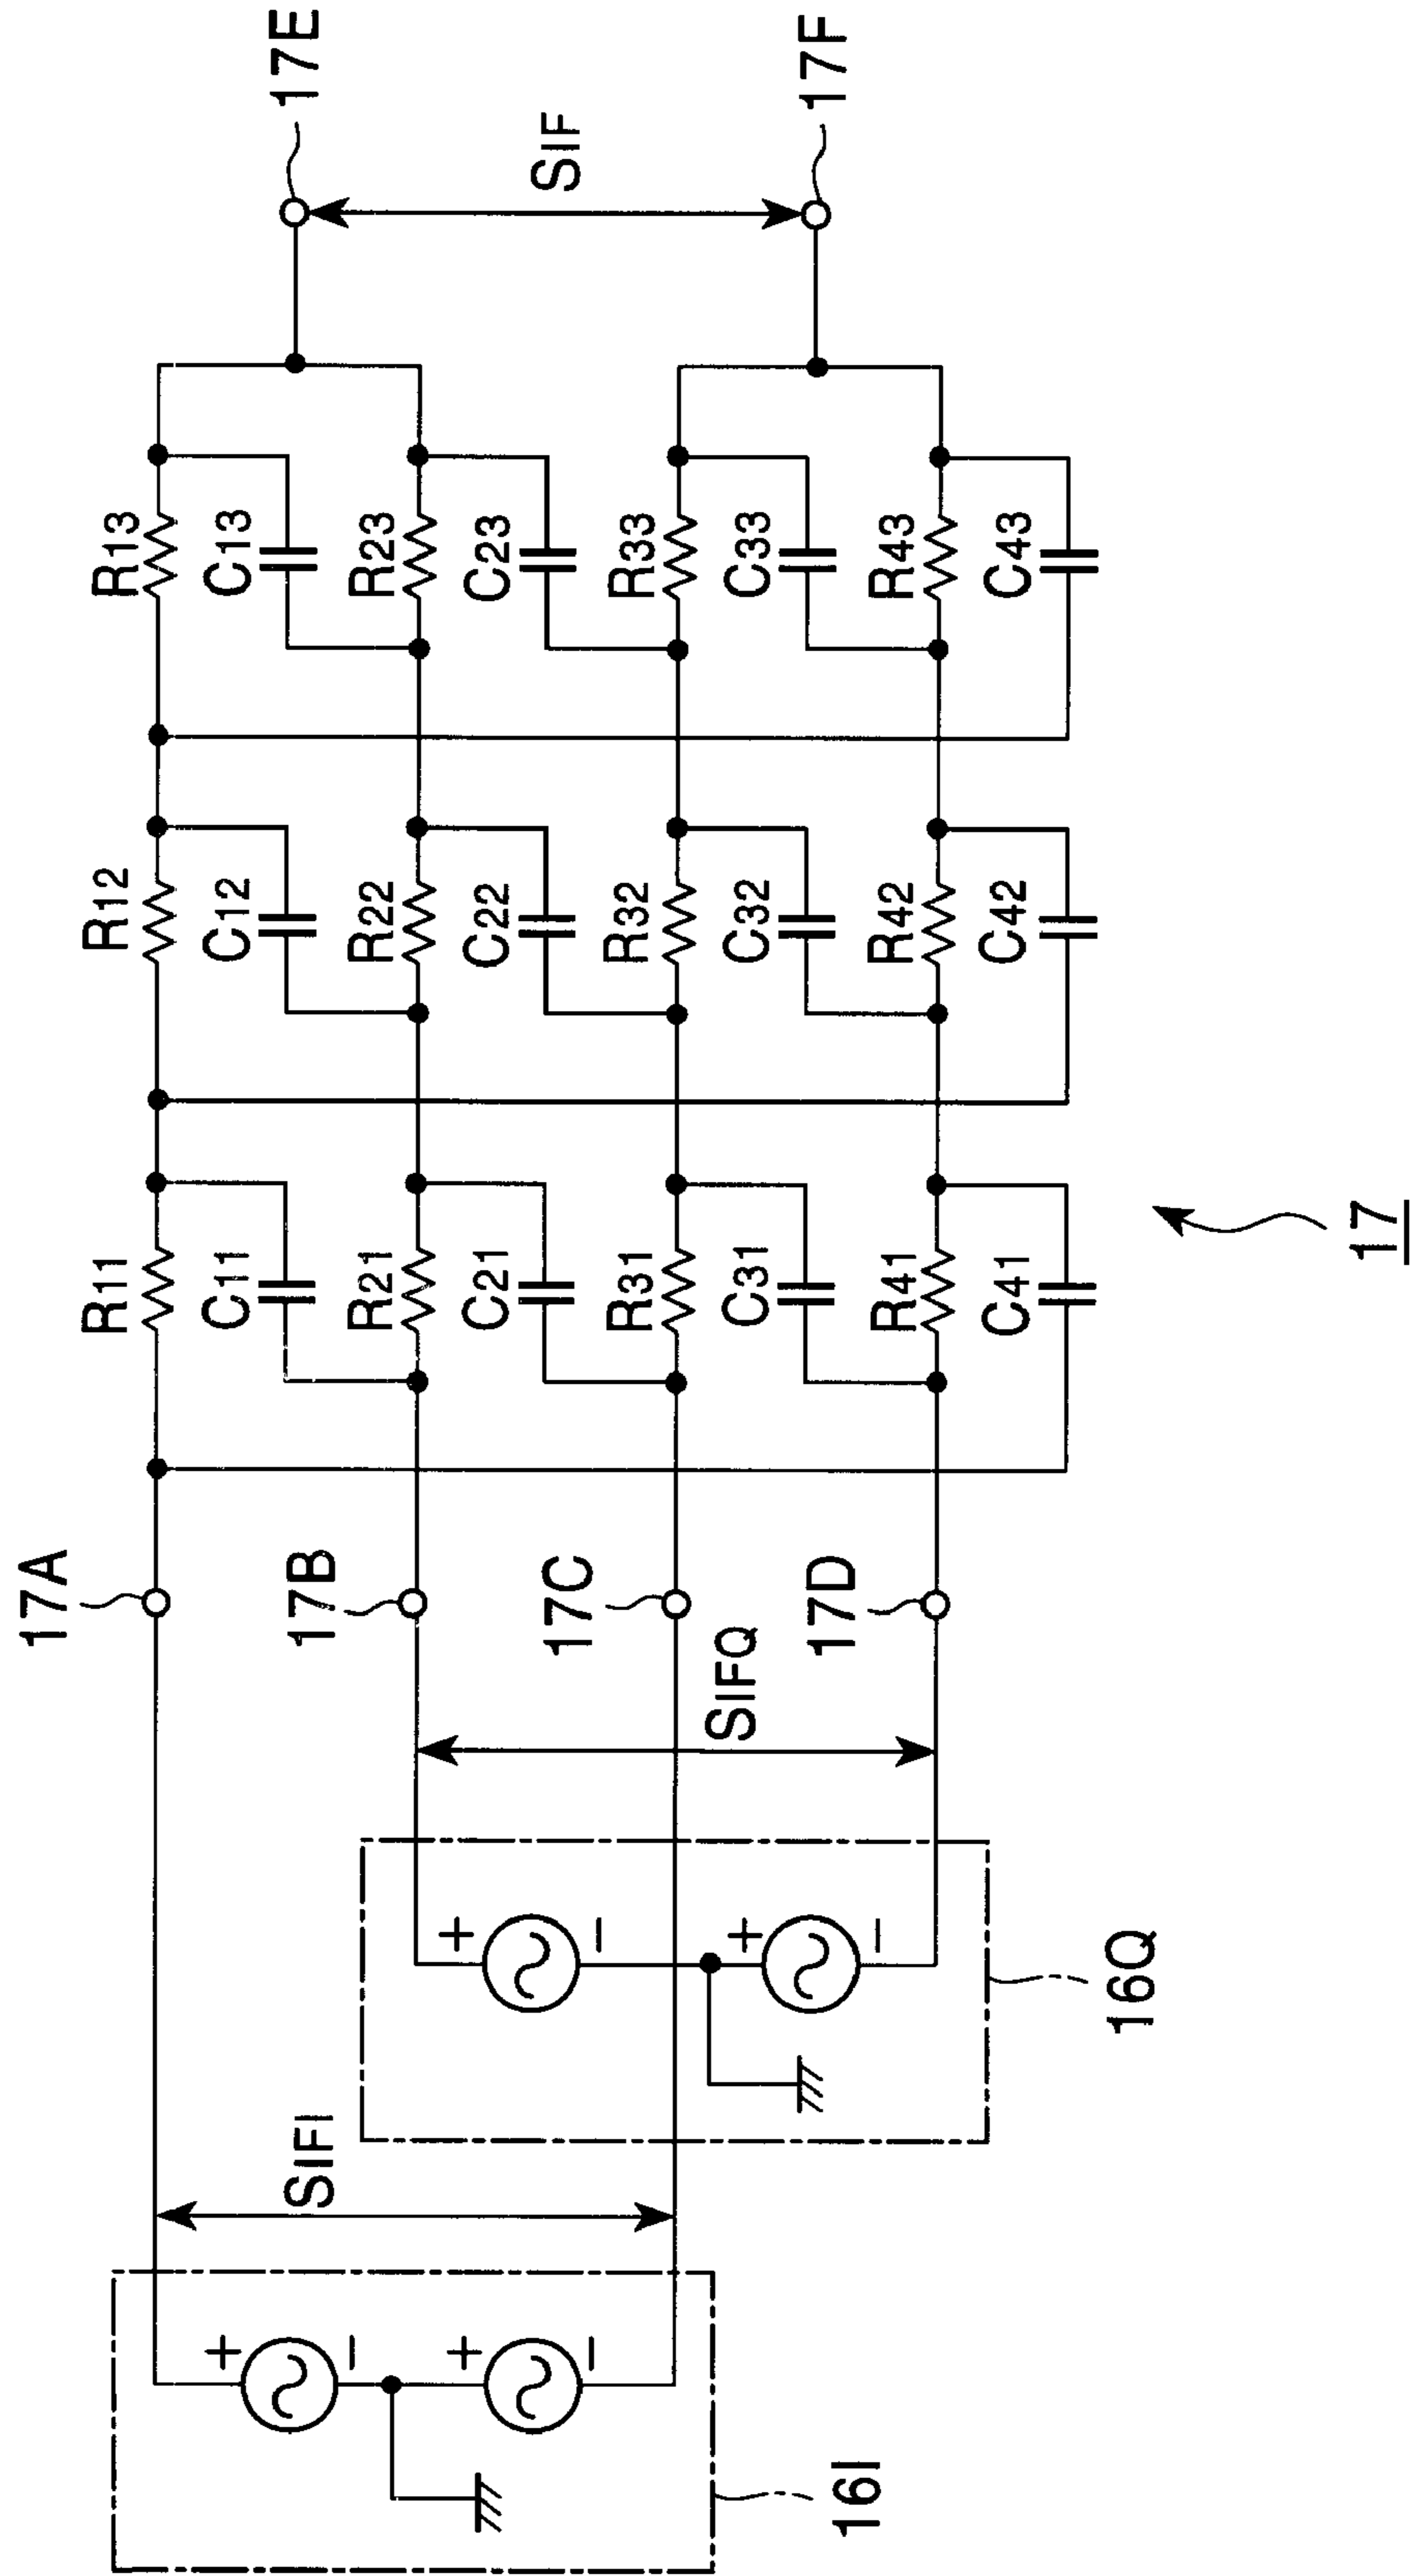 17E
17F
SIF
R13
C13
R23
C23
R33
C33
R43
C43
R12
C12
R22
C22
R32
C32
R42
C42
R11
C11
R21
C21
R31
C31
R41
C41
17
17A
17B
17C
17D
SIFQ
SIFI
+
−
+
−
16Q
+
−
+
−
16I